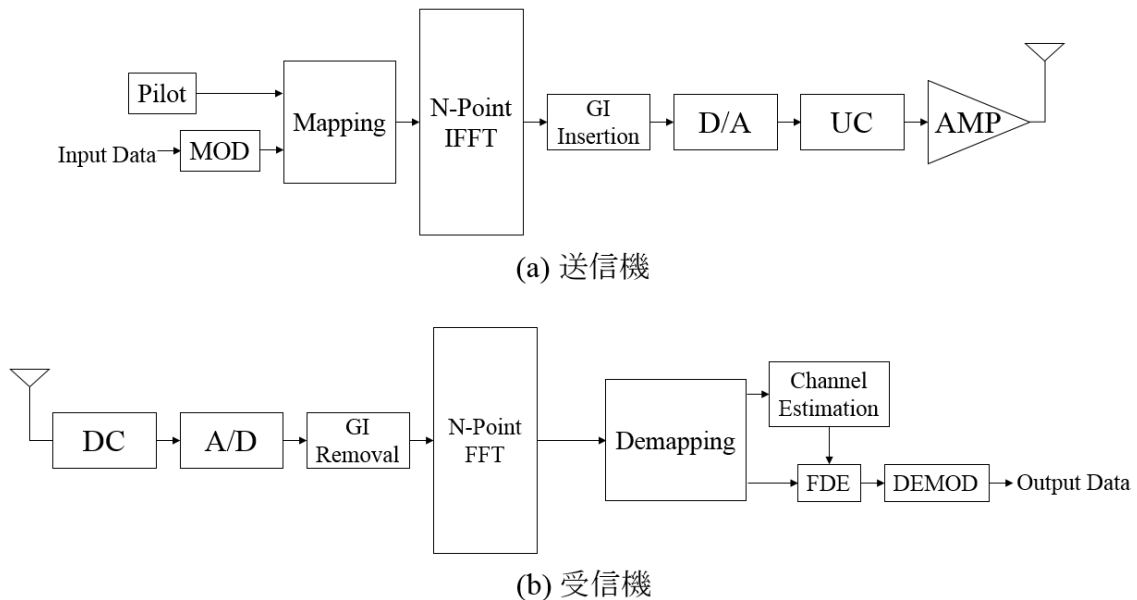 Pilot
Input Data
MOD
Mapping
N-Point
IFFT
GI
Insertion
D/A
UC
AMP
(a) 送信機
DC
A/D
GI
Removal
N-Point
FFT
Demapping
Channel
Estimation
FDE
DEMOD
Output Data
(b) 受信機